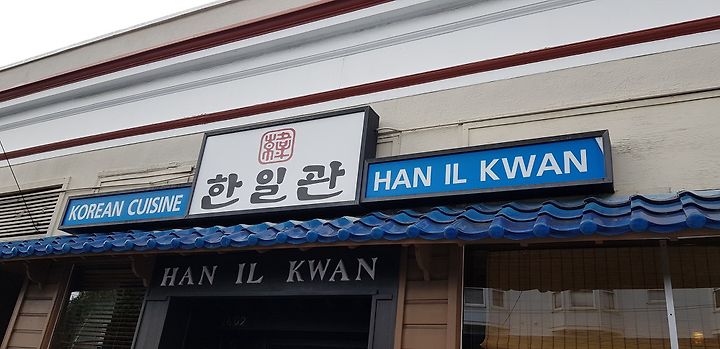 KOREAN CUISINE
한일관
HAN IL KWAN
HAN IL KWAN